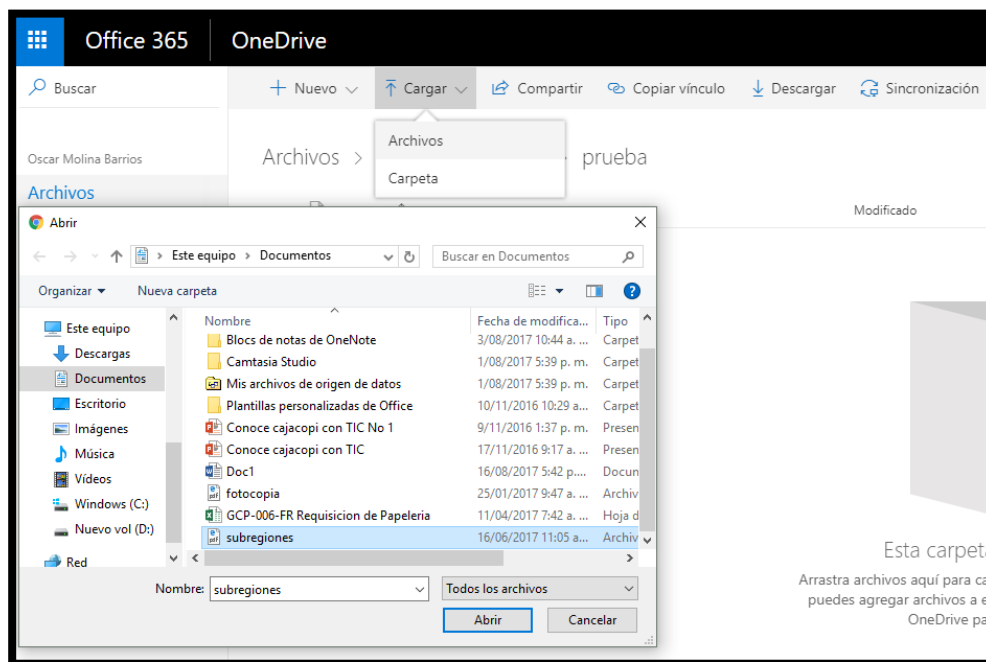 Office 365 OneDrive
Buscar Nuevo Cargar Compartir Copiar vínculo Descargar Sincronización
Archivos
Carpeta
Oscar Molina Barrios
Archivos > prueba
Archivos
Modificado
Abrir
Este equipo > Documentos Buscar en Documentos
Organizar Nueva carpeta
Nombre Fecha de modifica... Tipo
Este equipo
Descargas
Documentos
Escritorio
Imágenes
Música
Vídeos
Windows (C:)
Nuevo vol (D:)
Red
Blocs de notas de OneNote 3/08/2017 10:44 a. ... Carpet
Camtasia Studio 1/08/2017 5:39 p. m. Carpet
Mis archivos de origen de datos 1/08/2017 5:39 p. m. Carpet
Plantillas personalizadas de Office 10/11/2016 10:29 a... Carpet
Conoce cajacopi con TIC No 1 9/11/2016 1:37 p. m. Presen
Conoce cajacopi con TIC 17/11/2016 9:17 a. ... Presen
Doc1 16/08/2017 5:42 p.... Docun
fotocopia 25/01/2017 9:47 a. ... Archiv
GCP-006-FR Requisicion de Papeleria 11/04/2017 7:42 a. ... Hoja d
subregiones 16/06/2017 11:05 a... Archiv
Nombre: subregiones Todos los archivos
Abrir Cancelar
Esta carpeta
Arrastra archivos aquí para ca
puedes agregar archivos a e
OneDrive pa